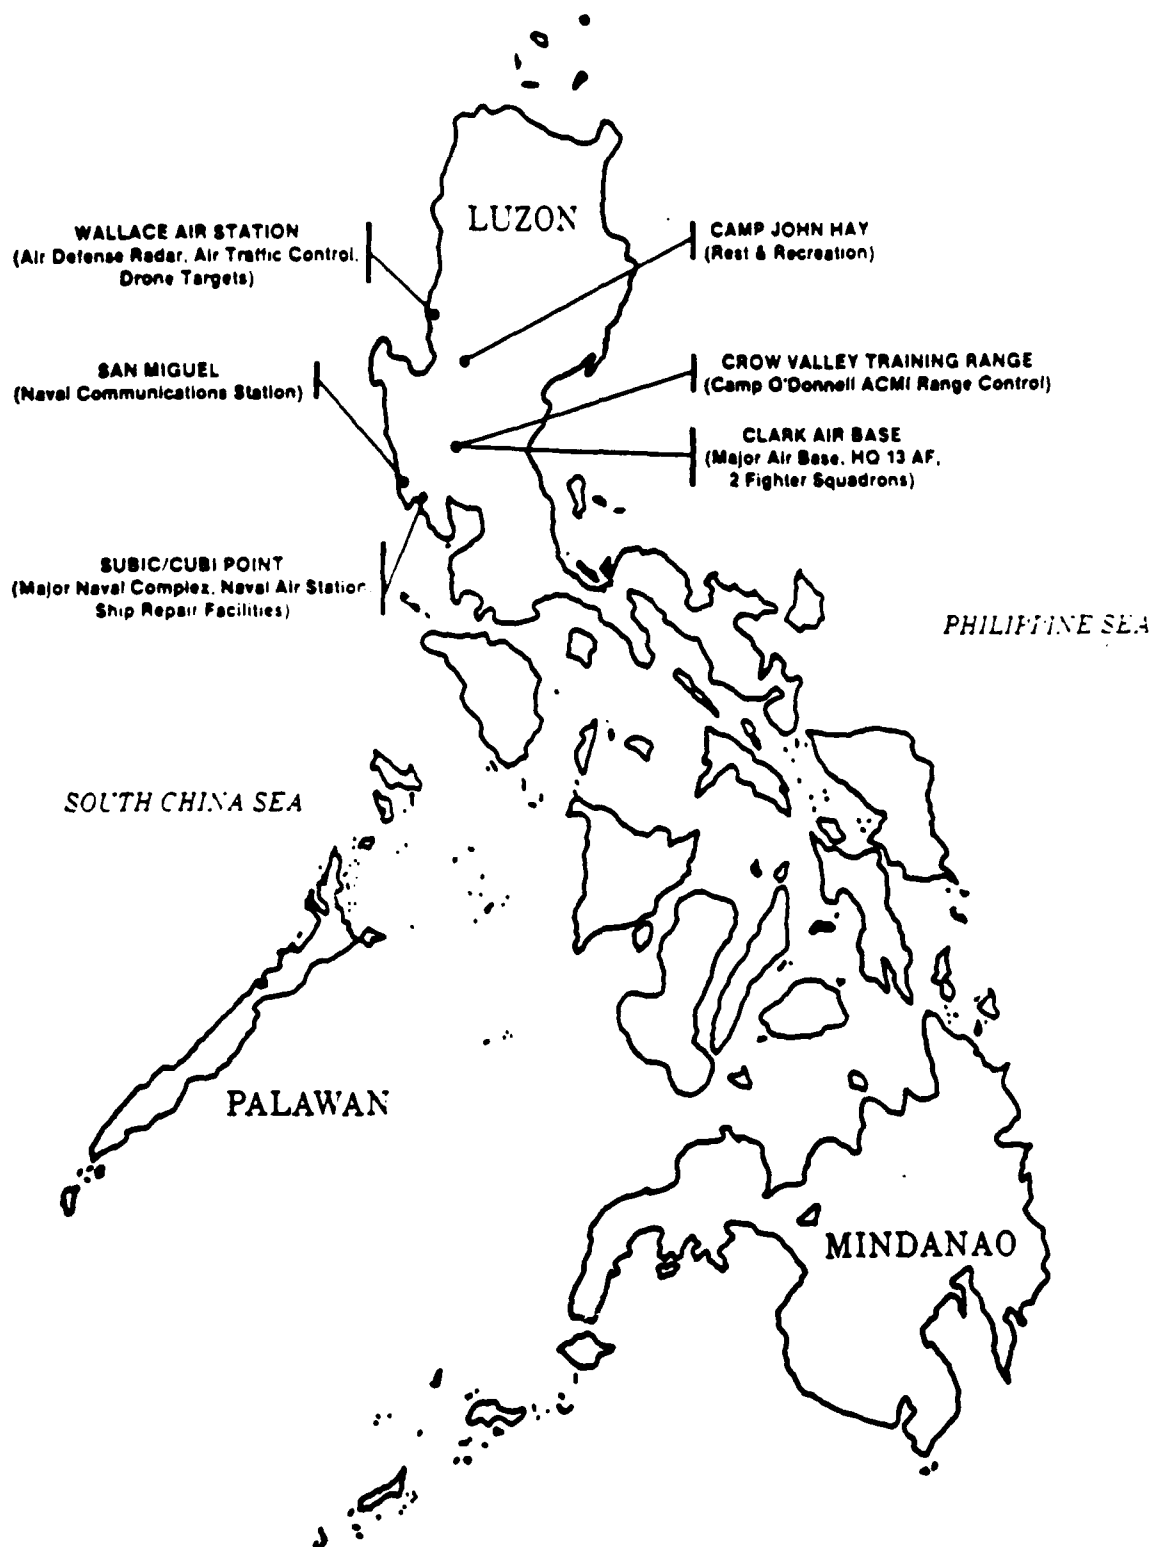 LUZON
WALLACE AIR STATION
(Air Defense Radar, Air Traffic Control,
Drone Targets)
CAMP JOHN HAY
(Rest & Recreation)
SAN MIGUEL
(Naval Communications Station)
CROW VALLEY TRAINING RANGE
(Camp O'Donnell ACMI Range Control)
CLARK AIR BASE
(Major Air Base, HQ 13 AF,
2 Fighter Squadrons)
SUBIC/CUBI POINT
(Major Naval Complex, Naval Air Station
Ship Repair Facilities)
PHILIPPINE SEA
SOUTH CHINA SEA
PALAWAN
MINDANAO